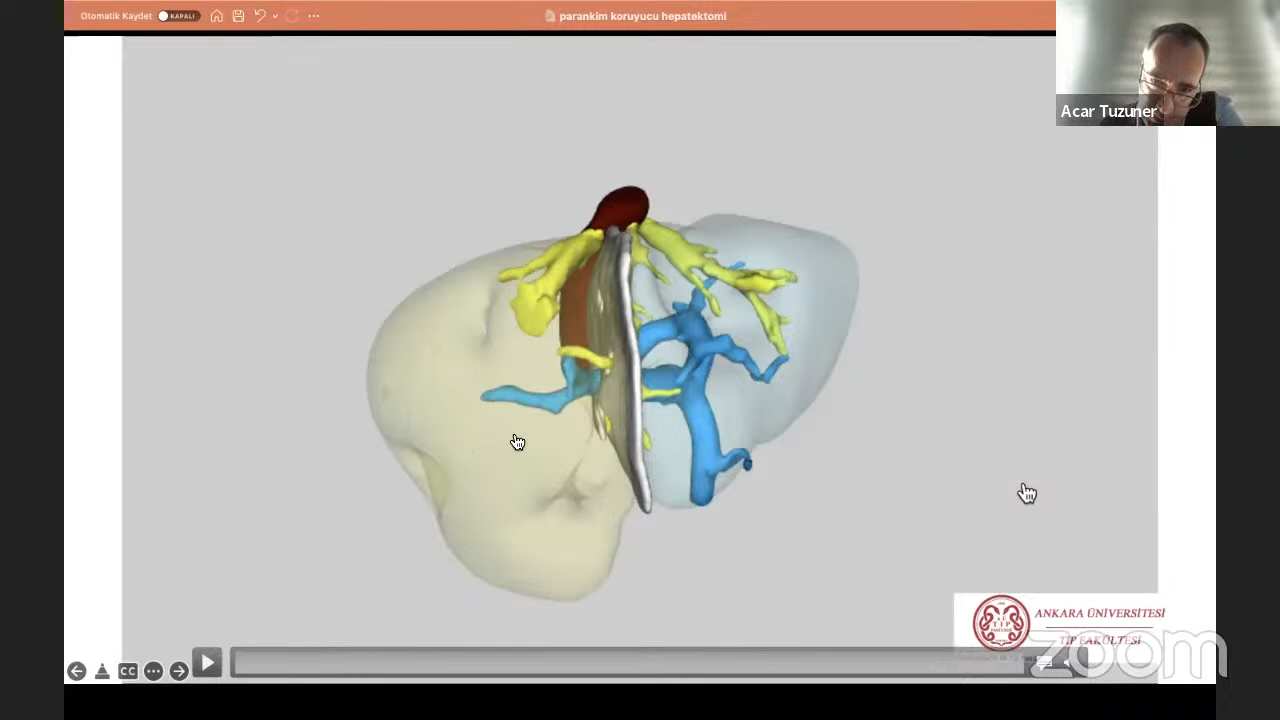 Otomatik Kaydet KAPALI
parankim koruyucu hepatektomi
Acar Tuzuner
ANKARA ÜNİVERSİTESİ
TIP FAKÜLTESİ
zoom
CC